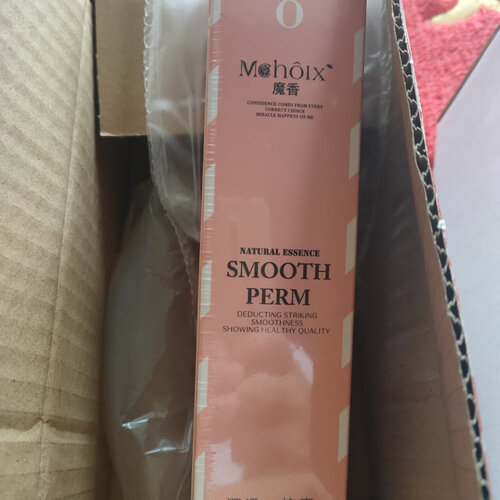 O
Mohôix
魔香
CONFIDENCE COMES FROM EVERY
CORRECT CHOICE
MIRACLE HAPPENS ON ME
NATURAL ESSENCE
SMOOTH
PERM
DEDUCTING STRIKING
SMOOTHNESS
SHOWING HEALTHY QUALITY